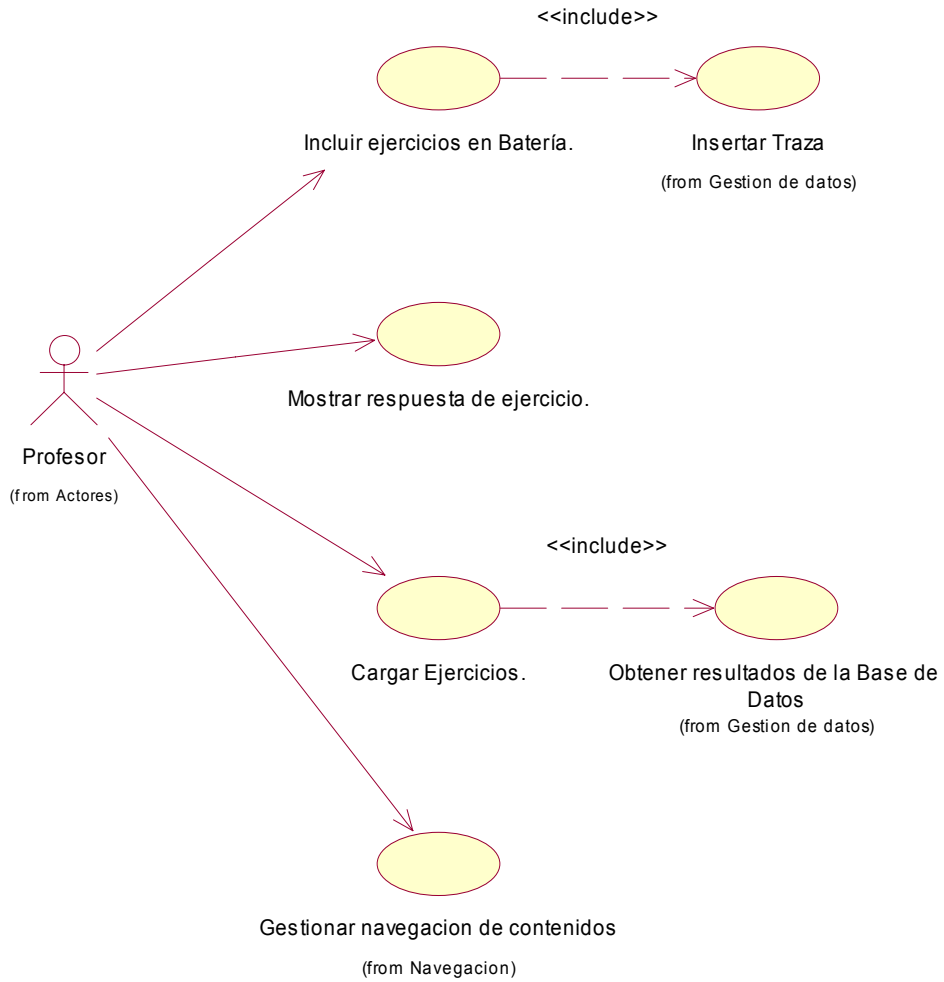 <<include>>
Incluir ejercicios en Batería.
Insertar Traza
(from Gestion de datos)
Mostrar respuesta de ejercicio.
Profesor
(from Actores)
<<include>>
Cargar Ejercicios.
Obtener resultados de la Base de
Datos
(from Gestion de datos)
Gestionar navegacion de contenidos
(from Navegacion)